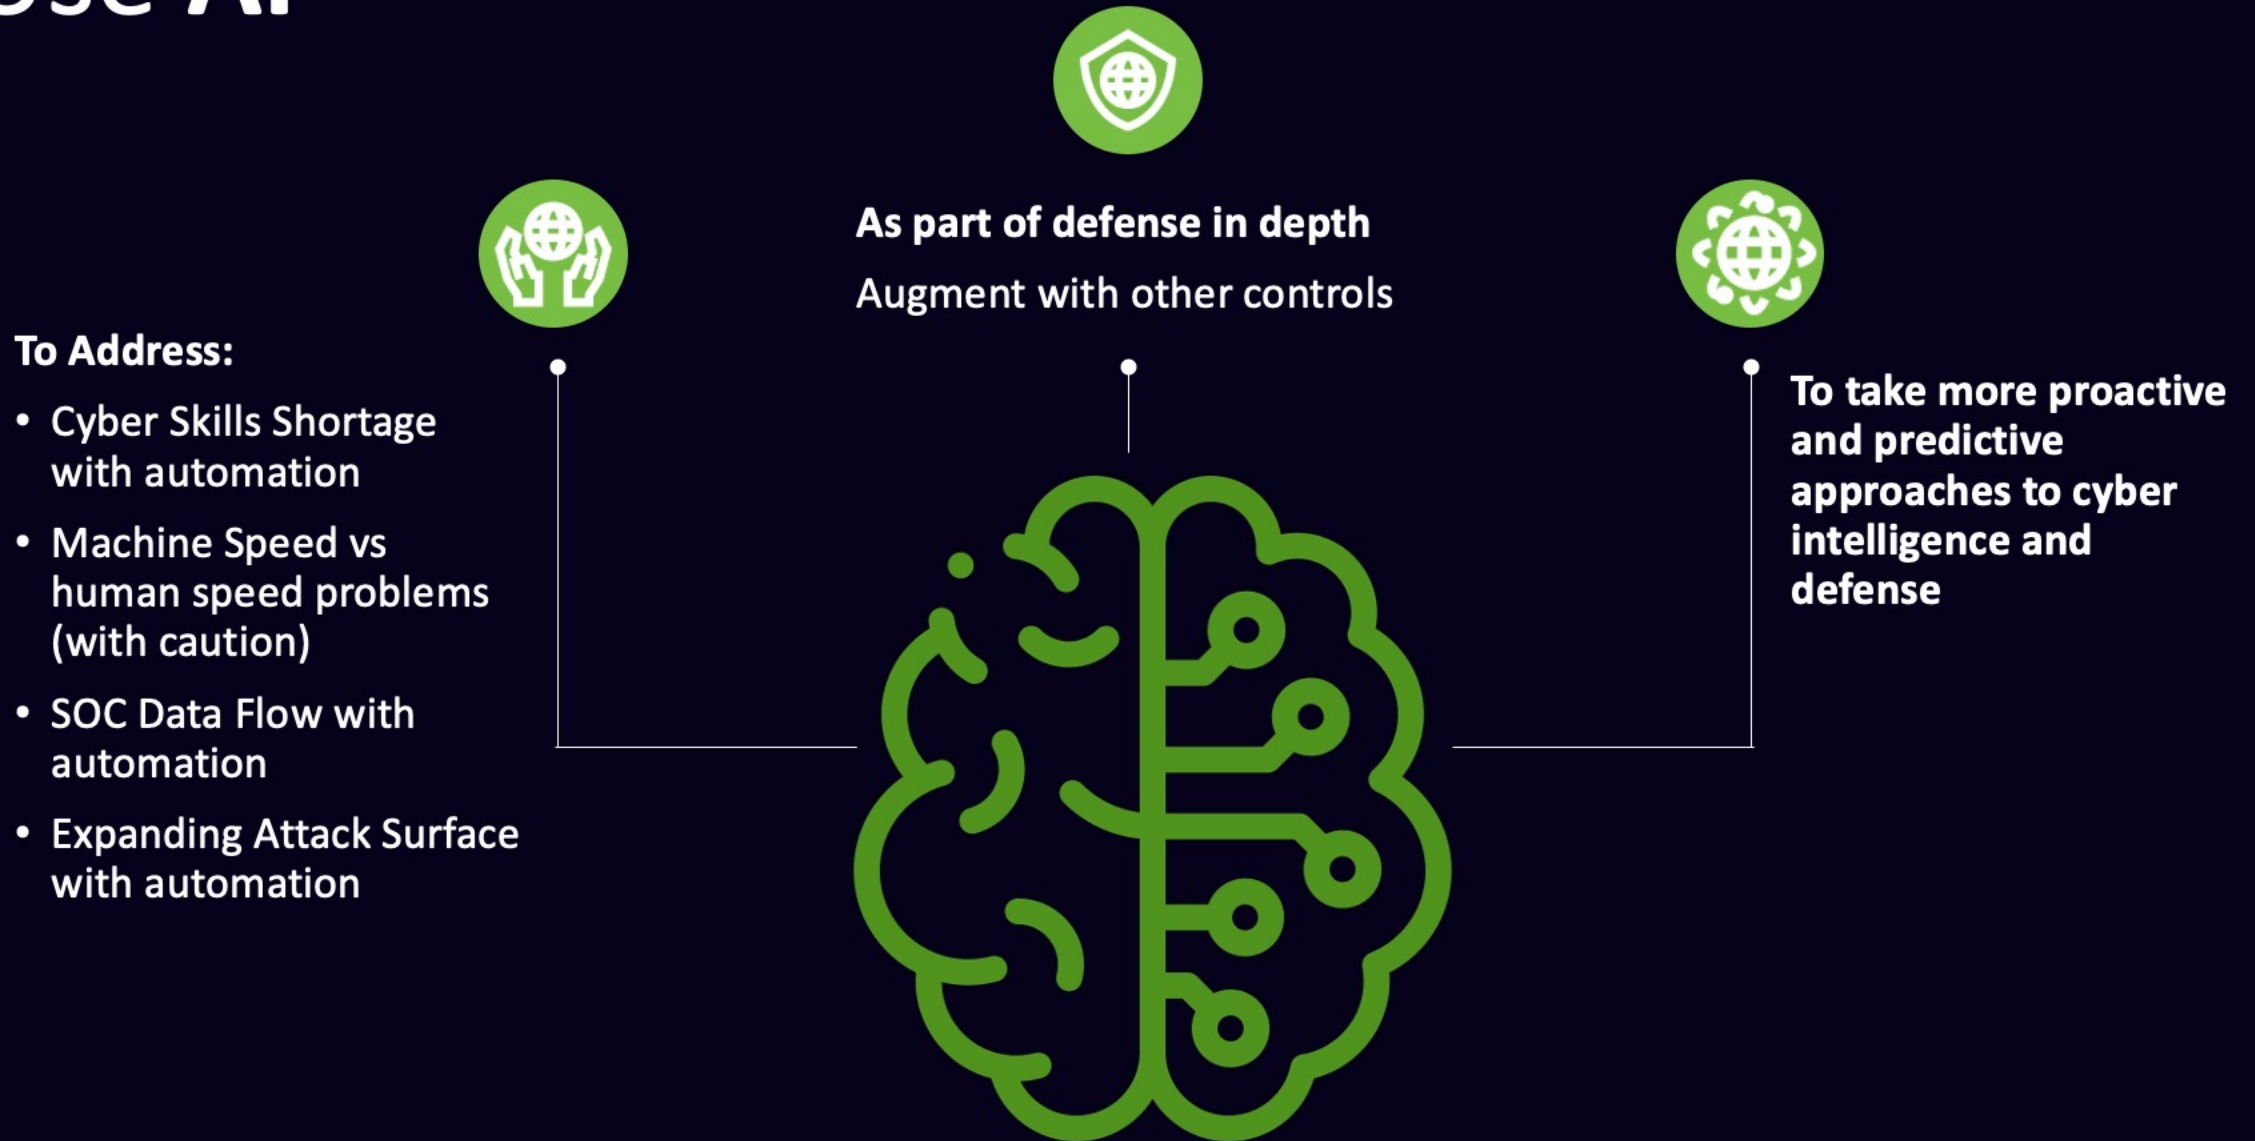 To Address:
• Cyber Skills Shortage
with automation
• Machine Speed vs
human speed problems
(with caution)
• SOC Data Flow with
automation
• Expanding Attack Surface
with automation
As part of defense in depth
Augment with other controls
To take more proactive
and predictive
approaches to cyber
intelligence and
defense